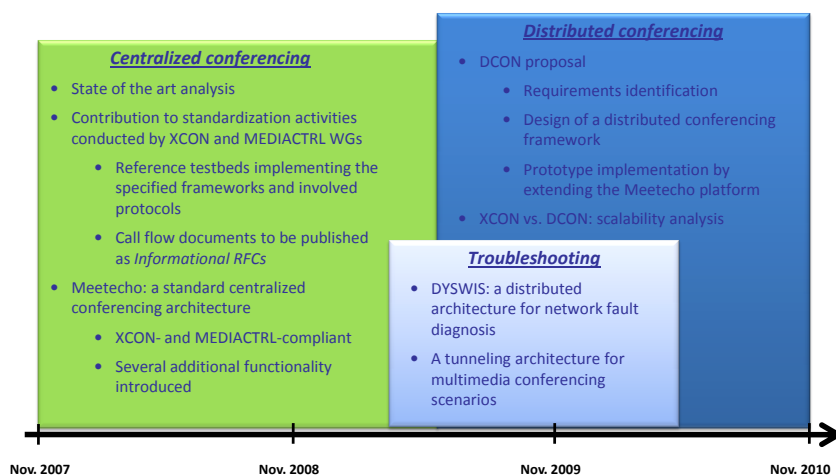 Centralized conferencing
• State of the art analysis
• Contribution to standardization activities
conducted by XCON and MEDIACTRL WGs
• Reference testbeds implementing the
specified frameworks and involved
protocols
• Call flow documents to be published
as Informational RFCs
• Meetecho: a standard centralized
conferencing architecture
• XCON- and MEDIACTRL-compliant
• Several additional functionality
introduced
Distributed conferencing
• DCON proposal
• Requirements identification
• Design of a distributed conferencing
framework
• Prototype implementation by
extending the Meetecho platform
• XCON vs. DCON: scalability analysis
Troubleshooting
• DYSWIS: a distributed
architecture for network fault
diagnosis
• A tunneling architecture for
multimedia conferencing
scenarios
Nov. 2007
Nov. 2008
Nov. 2009
Nov. 2010